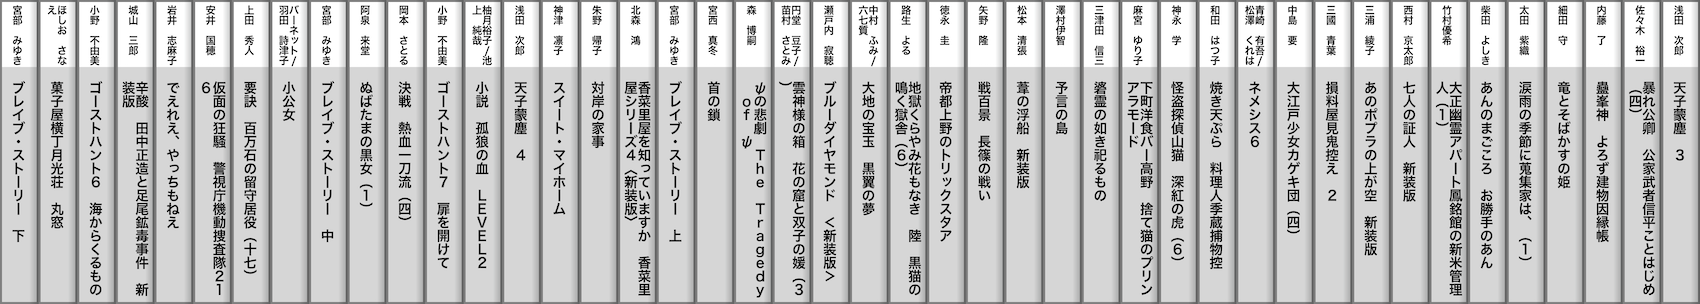 浅田 次郎
天子蒙塵 3
佐々木 裕一
暴れ公卿 公家武者信平ことはじめ
（四）
内藤 了
蠱峯神 よろず建物因縁帳
細田 守
竜とそばかすの姫
太田 紫織
涙雨の季節に蒐集家は、（1）
柴田 よしき
あんのまごころ お勝手のあん
竹村優希
大正幽霊アパート鳳銘館の新米管理
人（1）
西村 京太郎
七人の証人 新装版
三浦 綾子
あのポプラの上が空 新装版
三國 青葉
損料屋見鬼控え 2
中島 要
大江戸少女カゲキ団（四）
青崎 有吾/
松澤 くれは
ネメシス6
和田 はつ子
焼き天ぷら 料理人季蔵捕物控
神永 学
怪盗探偵山猫 深紅の虎（6）
麻宮 ゆり子
下町洋食バー高野 捨て猫のプリン
アラモード
三津田 信三
碆霊の如き祀るもの
澤村伊智
予言の島
松本 清張
葦の浮船 新装版
矢野 隆
戦百景 長篠の戦い
徳永 圭
帝都上野のトリックスタア
路生 よる
地獄くらやみ花もなき 陸 黒猫の
鳴く獄舎（6）
中村 ふみ/
六七質
大地の宝玉 黒翼の夢
瀬戸内 寂聴
ブルーダイヤモンド <新装版>
円堂 豆子/
苗村 さとみ
雲神様の箱 花の窟と双子の媛（3
）
森 博嗣
ψの悲劇 The Tragedy
of ψ
宮西 真冬
首の鎖
宮部 みゆき
ブレイブ・ストーリー 上
北森 鴻
香菜里屋を知っていますか 香菜里
屋シリーズ4〈新装版〉
朱野 帰子
対岸の家事
神津 凛子
スイート・マイホーム
浅田 次郎
天子蒙塵 4
柚月裕子/池
上 純哉
小説 孤狼の血 LEVEL2
小野 不由美
ゴーストハント7 扉を開けて
岡本 さとる
決戦 熱血一刀流（四）
阿泉 来堂
ぬばたまの黒女（1）
宮部 みゆき
ブレイブ・ストーリー 中
バーネット/
羽田 詩津子
小公女
上田 秀人
要訣 百万石の留守居役（十七）
安井 国穂
仮面の狂騒 警視庁機動捜査隊21
6
岩井 志麻子
でえれえ、やっちもねえ
城山 三郎
辛酸 田中正造と足尾鉱毒事件 新
装版
小野 不由美
ゴーストハント6 海からくるもの
ほしお さな
え
菓子屋横丁月光荘 丸窓
宮部 みゆき
ブレイブ・ストーリー 下